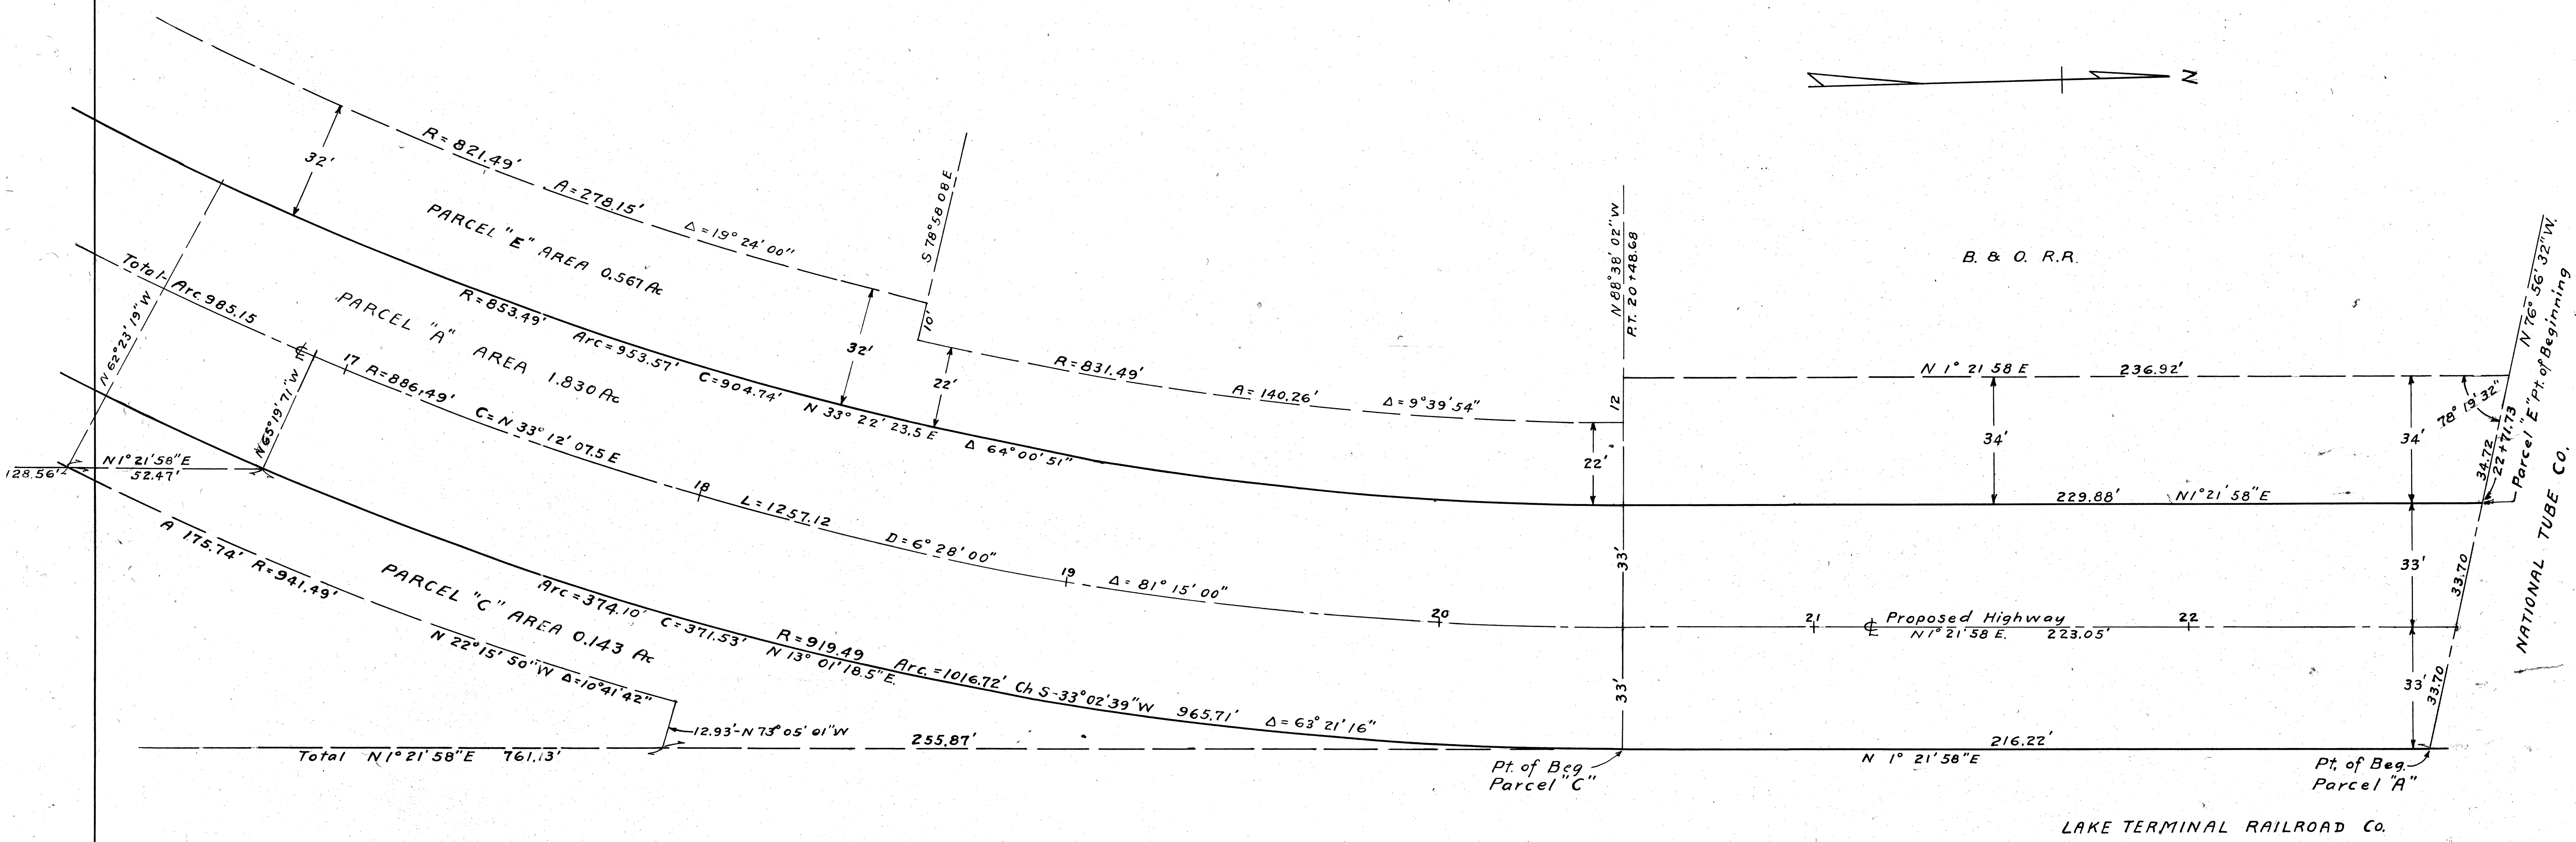 N
32'
R=821.49'
A=278.15'
Δ=19°24'00"
PARCEL "E" AREA 0.567 Ac
S 78°58 08 E
10'
N 88°38'02" W
P.T. 20+48.68
B. & O. R.R.
N 76° 56' 32" W.
Parcel "E" Pt. of Beginning
NATIONAL TUBE CO.
Total Arc 985.15
N 62°23'19" W
PARCEL "A" AREA 1.830 Ac
R=853.49'
Arc=953.57'
C=904.74'
N 33° 22' 23.5 E
Δ 64°00'51"
32'
22'
R=831.49'
A=140.26'
Δ=9°39'54"
12
22'
N 1° 21 58 E
236.92'
34'
34'
78° 19' 32"
34.72
22+71.73
229.88'
N1°21'58"E
℄
17
R=886.49'
C=N 33° 12' 07.5 E
18
L=1257.12
D=6° 28' 00"
19
Δ=81° 15' 00"
20
21
℄ Proposed Highway
N1°21'58 E. 223.05'
22
33'
33'
33'
33'
33.70
33.70
N65°19'71"W
128.56'
N1°21'58"E
52.47'
A 175.74'
R=941.49'
N 22°15'50"W
Δ=10°41'42"
PARCEL "C" AREA 0.143 Ac
Arc=374.10'
C=371.53'
R=919.49
N 13° 01'18.5" E.
Arc.=1016.72'
Ch S-33°02'39"W
965.71'
Δ=63°21'16"
12.93'-N 73°05'01"W
255.87'
Total N1°21'58"E 761.13'
216.22'
N 1° 21'58"E
Pt. of Beg
Parcel "C"
Pt. of Beg.
Parcel "A"
LAKE TERMINAL RAILROAD Co.